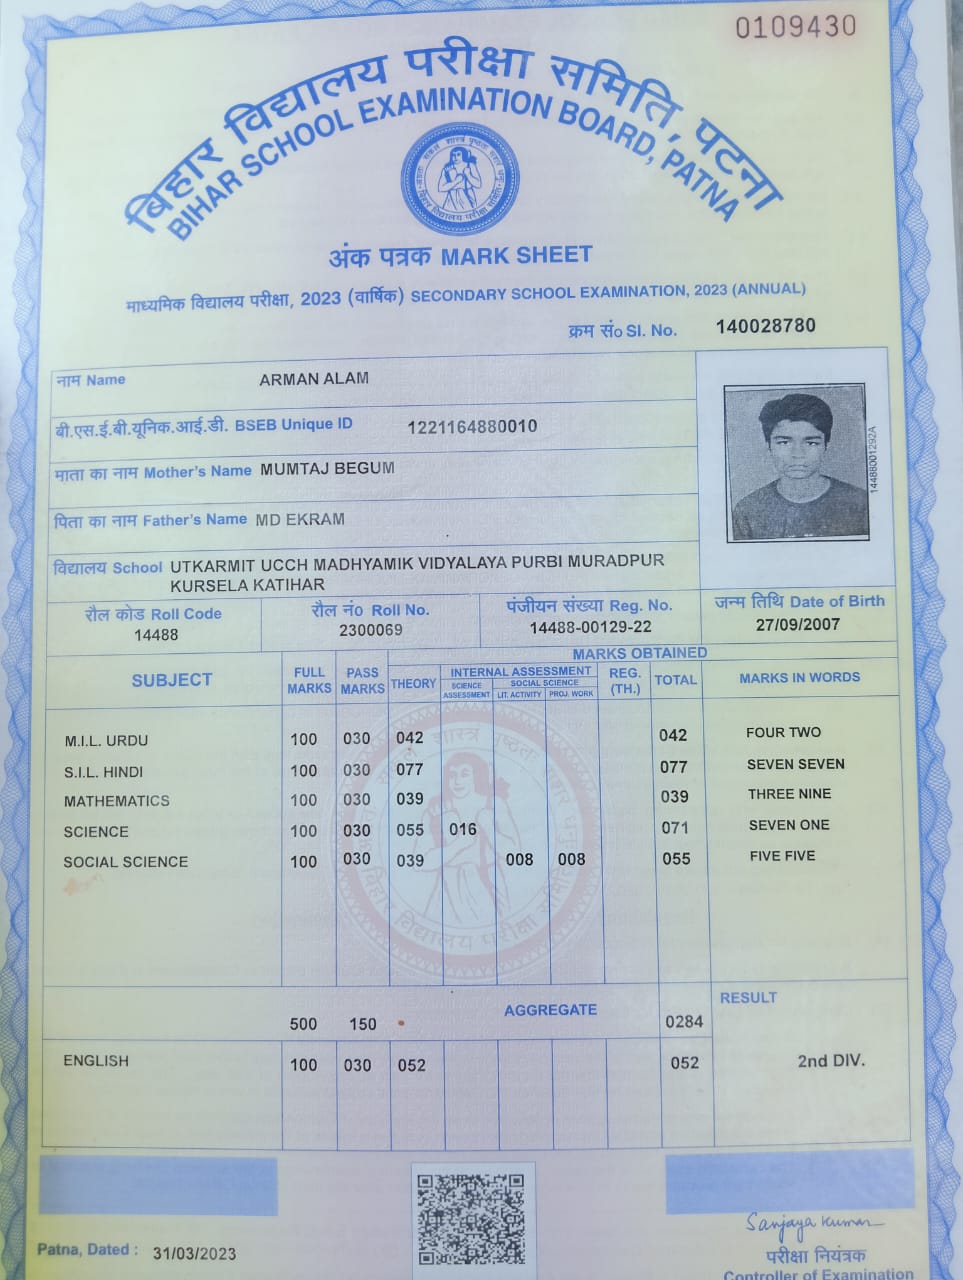 0109430
बिहार विद्यालय परीक्षा समिति, पटना
BIHAR SCHOOL EXAMINATION BOARD, PATNA
अंक पत्रक MARK SHEET
माध्यमिक विद्यालय परीक्षा, 2023 (वार्षिक) SECONDARY SCHOOL EXAMINATION, 2023 (ANNUAL)
क्रम सं० SI. No. 140028780
नाम Name ARMAN ALAM
बी.एस.ई.बी.यूनिक.आई.डी. BSEB Unique ID 1221164880010
माता का नाम Mother's Name MUMTAJ BEGUM
पिता का नाम Father's Name MD EKRAM
विद्यालय School UTKARMIT UCCH MADHYAMIK VIDYALAYA PURBI MURADPUR
KURSELA KATIHAR
14488001292A
रौल कोड Roll Code रौल नं० Roll No. पंजीयन संख्या Reg. No. जन्म तिथि Date of Birth
14488 2300069 14488-00129-22 27/09/2007
MARKS OBTAINED
SUBJECT FULL MARKS PASS MARKS THEORY INTERNAL ASSESSMENT REG. (TH.) TOTAL MARKS IN WORDS
SCIENCE ASSESSMENT SOCIAL SCIENCE
LIT. ACTIVITY PROJ. WORK
M.I.L. URDU 100 030 042 042 FOUR TWO
S.I.L. HINDI 100 030 077 077 SEVEN SEVEN
MATHEMATICS 100 030 039 039 THREE NINE
SCIENCE 100 030 055 016 071 SEVEN ONE
SOCIAL SCIENCE 100 030 039 008 008 055 FIVE FIVE
500 150 AGGREGATE 0284 RESULT
ENGLISH 100 030 052 052 2nd DIV.
Patna, Dated : 31/03/2023
Sanjaya Kumar
परीक्षा नियंत्रक
Controller of Examination